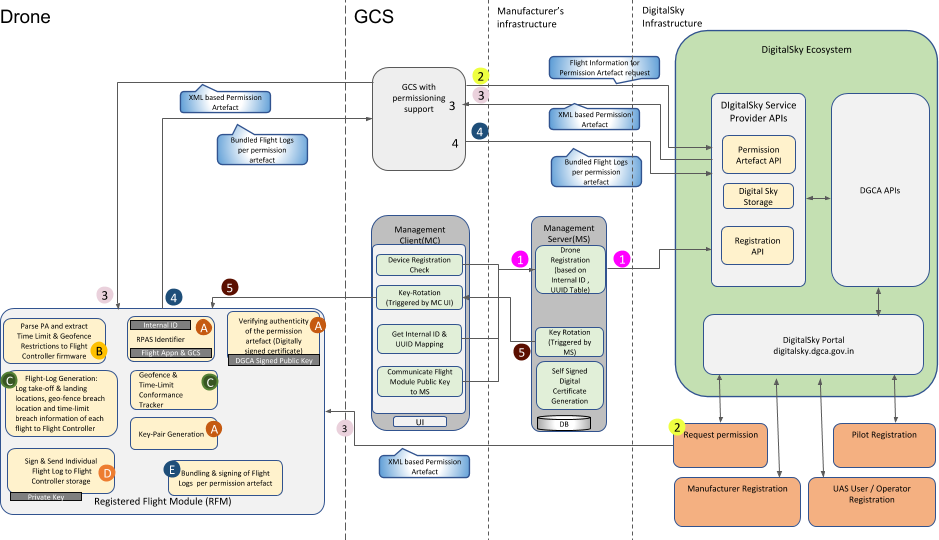 Drone
GCS
Manufacturer's
infrastructure
DigitalSky
Infrastructure
DigitalSky Ecosystem
2
Flight Information for
Permission Artefact request
GCS with
permissioning
support
3
4
3
XML based Permission
Artefact
4
Bundled Flight Logs
per permission
artefact
XML based Permission
Artefact
Bundled Flight Logs
per permission
artefact
DIgitalSky Service
Provider APIs
Permission
Artefact API
Digital Sky
Storage
Registration
API
DGCA APIs
Management
Client(MC)
Device Registration
Check
Key-Rotation
(Triggered by MC UI)
Get Internal ID &
UUID Mapping
Communicate Flight
Module Public Key
to MS
UI
Management
Server(MS)
Drone
Registration
(based on
Internal ID ,
UUID Table)
1
1
Key Rotation
(Triggered by
MS)
5
Self Signed
Digital
Certificate
Generation
DB
3
4
5
Parse PA and extract
Time Limit & Geofence
Restrictions to Flight
Controller firmware
B
Internal ID
RPAS Identifier
A
Flight Appn & GCS
Verifying authenticity
of the permission
artefact (Digitally
signed certificate)
A
DGCA Signed Public Key
C
Flight-Log Generation:
Log take-off & landing
locations, geo-fence breach
location and time-limit
breach information of each
flight to Flight Controller
Geofence &
Time-Limit
Conformance
Tracker
C
Key-Pair Generation
A
Sign & Send Individual
Flight Log to Flight
Controller storage
D
Private Key
E
Bundling & signing of Flight
Logs per permission artefact
Registered Flight Module (RFM)
3
XML based Permission
Artefact
DigitalSky Portal
digitalsky.dgca.gov.in
2
Request permission
Pilot Registration
Manufacturer Registration
UAS User / Operator
Registration